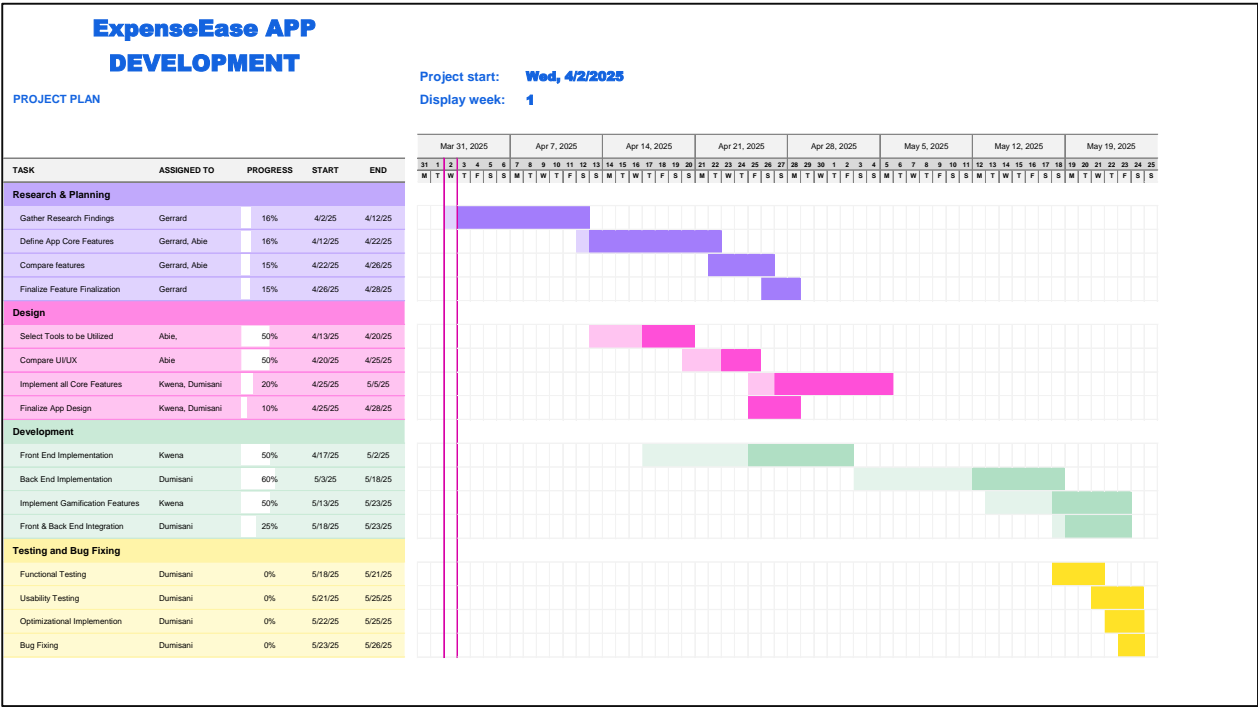 ExpenseEase APP
DEVELOPMENT
Project start: Wed, 4/2/2025
PROJECT PLAN Display week: 1
Mar 31, 2025 Apr 7, 2025 Apr 14, 2025 Apr 21, 2025 Apr 28, 2025 May 5, 2025 May 12, 2025 May 19, 2025
31 1 2 3 4 5 6 7 8 9 10 11 12 13 14 15 16 17 18 19 20 21 22 23 24 25 26 27 28 29 30 1 2 3 4 5 6 7 8 9 10 11 12 13 14 15 16 17 18 19 20 21 22 23 24 25
TASK ASSIGNED TO PROGRESS START END
M T W T F S S M T W T F S S M T W T F S S M T W T F S S M T W T F S S M T W T F S S M T W T F S S M T W T F S S
Research & Planning
Gather Research Findings Gerrard 16% 4/2/25 4/12/25
Define App Core Features Gerrard, Abie 16% 4/12/25 4/22/25
Compare features Gerrard, Abie 15% 4/22/25 4/26/25
Finalize Feature Finalization Gerrard 15% 4/26/25 4/28/25
Design
Select Tools to be Utilized Abie, 50% 4/13/25 4/20/25
Compare UI/UX Abie 50% 4/20/25 4/25/25
Implement all Core Features Kwena, Dumisani 20% 4/25/25 5/5/25
Finalize App Design Kwena, Dumisani 10% 4/25/25 4/28/25
Development
Front End Implementation Kwena 50% 4/17/25 5/2/25
Back End Implementation Dumisani 60% 5/3/25 5/18/25
Implement Gamification Features Kwena 50% 5/13/25 5/23/25
Front & Back End Integration Dumisani 25% 5/18/25 5/23/25
Testing and Bug Fixing
Functional Testing Dumisani 0% 5/18/25 5/21/25
Usability Testing Dumisani 0% 5/21/25 5/25/25
Optimizational Implemention Dumisani 0% 5/22/25 5/25/25
Bug Fixing Dumisani 0% 5/23/25 5/26/25